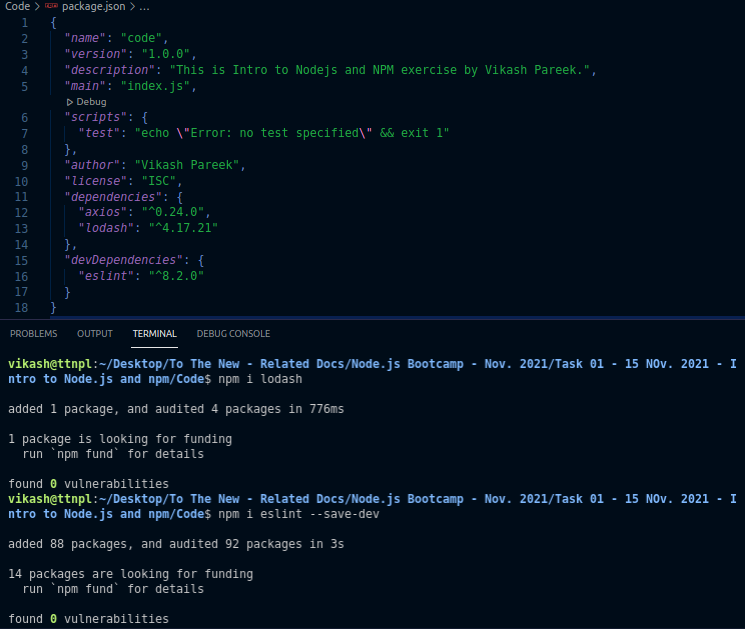 Code > package.json > ...
1 {
2 "name": "code",
3 "version": "1.0.0",
4 "description": "This is Intro to Nodejs and NPM exercise by Vikash Pareek.",
5 "main": "index.js",
Debug
6 "scripts": {
7 "test": "echo \"Error: no test specified\" && exit 1"
8 },
9 "author": "Vikash Pareek",
10 "license": "ISC",
11 "dependencies": {
12 "axios": "^0.24.0",
13 "lodash": "^4.17.21"
14 },
15 "devDependencies": {
16 "eslint": "^8.2.0"
17 }
18 }
PROBLEMS OUTPUT TERMINAL DEBUG CONSOLE
vikash@ttnpl:~/Desktop/To The New - Related Docs/Node.js Bootcamp - Nov. 2021/Task 01 - 15 NOv. 2021 - I
ntro to Node.js and npm/Code$ npm i lodash
added 1 package, and audited 4 packages in 776ms
1 package is looking for funding
run `npm fund` for details
found 0 vulnerabilities
vikash@ttnpl:~/Desktop/To The New - Related Docs/Node.js Bootcamp - Nov. 2021/Task 01 - 15 NOv. 2021 - I
ntro to Node.js and npm/Code$ npm i eslint --save-dev
added 88 packages, and audited 92 packages in 3s
14 packages are looking for funding
run `npm fund` for details
found 0 vulnerabilities